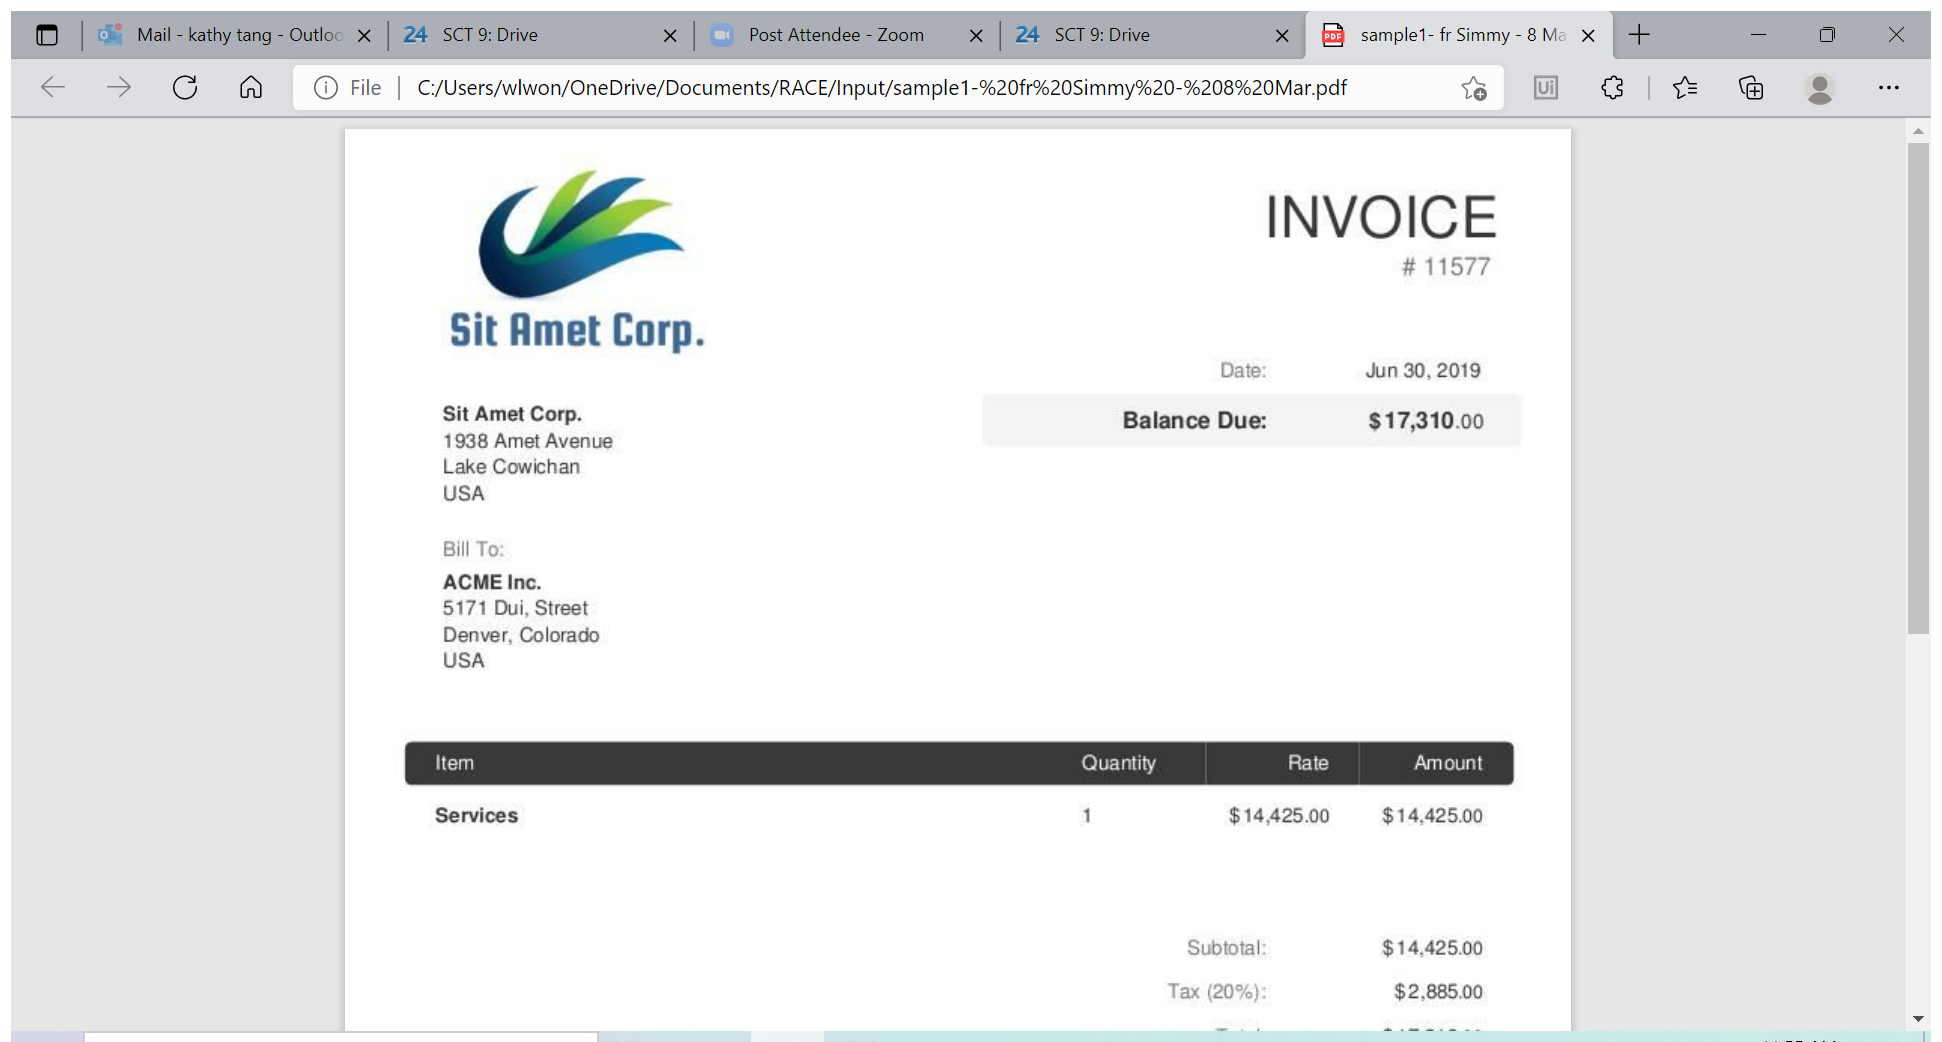 Mail - kathy tang - Outloo
24 SCT 9: Drive
Post Attendee - Zoom
24 SCT 9: Drive
PDF sample1- fr Simmy - 8 Ma
File C:/Users/wlwon/OneDrive/Documents/RACE/Input/sample1-%20fr%20Simmy%20-%208%20Mar.pdf
Ui
Sit Amet Corp.
INVOICE
# 11577
Date: Jun 30, 2019
Balance Due: $17,310.00
Sit Amet Corp.
1938 Amet Avenue
Lake Cowichan
USA
Bill To:
ACME Inc.
5171 Dui, Street
Denver, Colorado
USA
Item Quantity Rate Amount
Services 1 $14,425.00 $14,425.00
Subtotal: $14,425.00
Tax (20%): $2,885.00